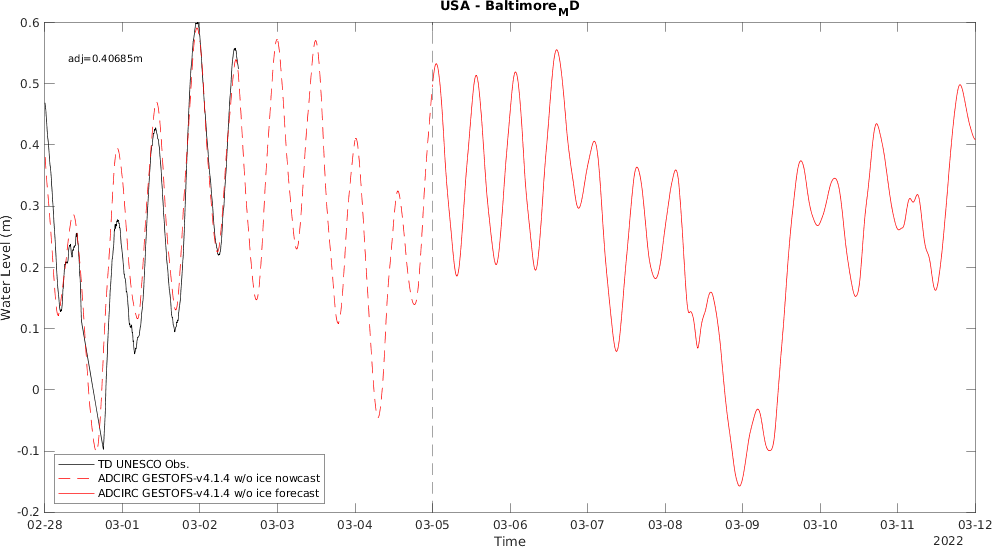 USA - Baltimore_MD
0.6
adj=0.40685m
0.5
0.4
0.3
0.2
0.1
0
-0.1
-0.2
Water Level (m)
TD UNESCO Obs.
ADCIRC GESTOFS-v4.1.4 w/o ice nowcast
ADCIRC GESTOFS-v4.1.4 w/o ice forecast
02-28 03-01 03-02 03-03 03-04 03-05 03-06 03-07 03-08 03-09 03-10 03-11 03-12
Time
2022